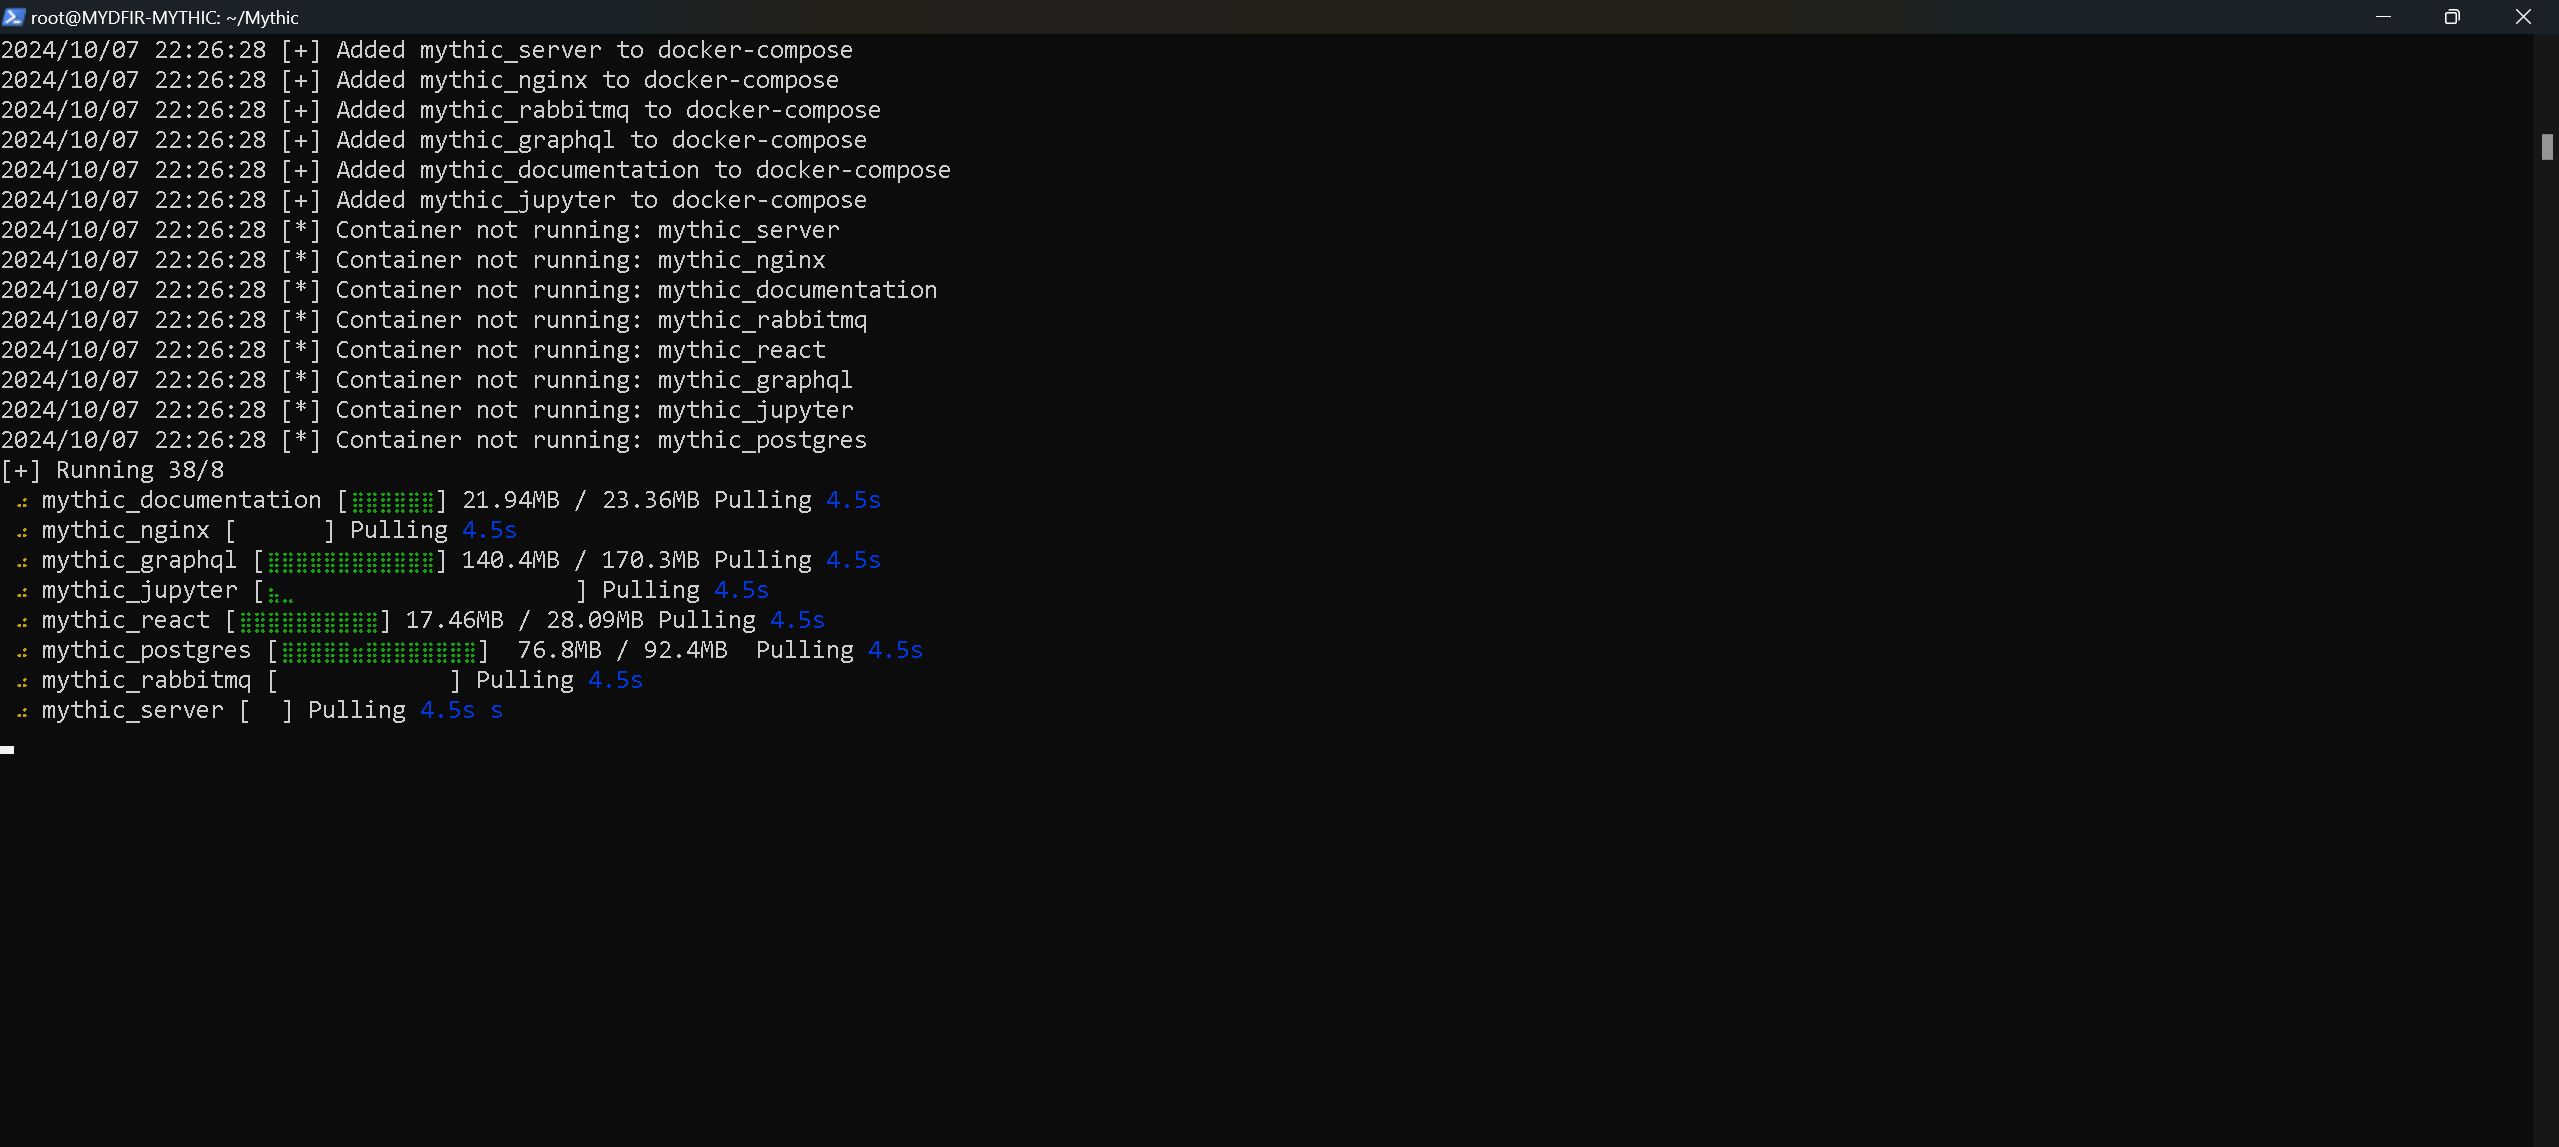 root@MYDFIR-MYTHIC: ~/Mythic
2024/10/07 22:26:28 [+] Added mythic_server to docker-compose
2024/10/07 22:26:28 [+] Added mythic_nginx to docker-compose
2024/10/07 22:26:28 [+] Added mythic_rabbitmq to docker-compose
2024/10/07 22:26:28 [+] Added mythic_graphql to docker-compose
2024/10/07 22:26:28 [+] Added mythic_documentation to docker-compose
2024/10/07 22:26:28 [+] Added mythic_jupyter to docker-compose
2024/10/07 22:26:28 [*] Container not running: mythic_server
2024/10/07 22:26:28 [*] Container not running: mythic_nginx
2024/10/07 22:26:28 [*] Container not running: mythic_documentation
2024/10/07 22:26:28 [*] Container not running: mythic_rabbitmq
2024/10/07 22:26:28 [*] Container not running: mythic_react
2024/10/07 22:26:28 [*] Container not running: mythic_graphql
2024/10/07 22:26:28 [*] Container not running: mythic_jupyter
2024/10/07 22:26:28 [*] Container not running: mythic_postgres
[+] Running 38/8
⠴ mythic_documentation [⣿⣿⣿⣿⣿⣿] 21.94MB / 23.36MB Pulling 4.5s
⠴ mythic_nginx [      ] Pulling 4.5s
⠴ mythic_graphql [⣿⣿⣿⣿⣿⣿⣿⣿⣿⣿⣿⣿] 140.4MB / 170.3MB Pulling 4.5s
⠴ mythic_jupyter [⣦⣀                    ] Pulling 4.5s
⠴ mythic_react [⣿⣿⣿⣿⣿⣿⣿⣿⣿⣿] 17.46MB / 28.09MB Pulling 4.5s
⠴ mythic_postgres [⣿⣿⣿⣿⣿⣶⣿⣿⣿⣿⣿⣿⣿⣿]  76.8MB / 92.4MB  Pulling 4.5s
⠴ mythic_rabbitmq [            ] Pulling 4.5s
⠴ mythic_server [  ] Pulling 4.5s s